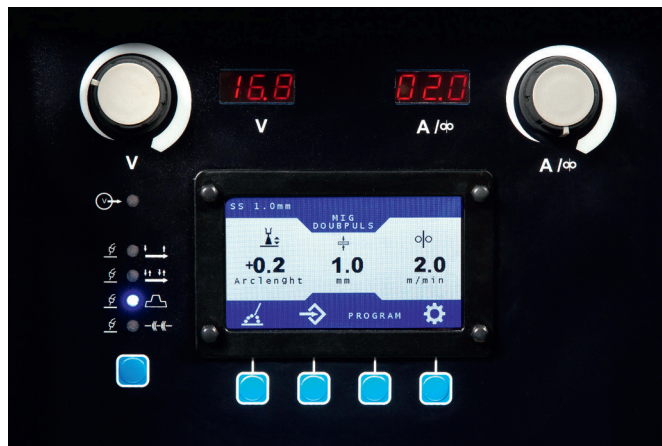 16.8
02.0
V
A/
V
A/
V
SS 1.0mm
MIG
DOUBPULS
+0.2
1.0
2.0
Arclenght
mm
m/min
PROGRAM